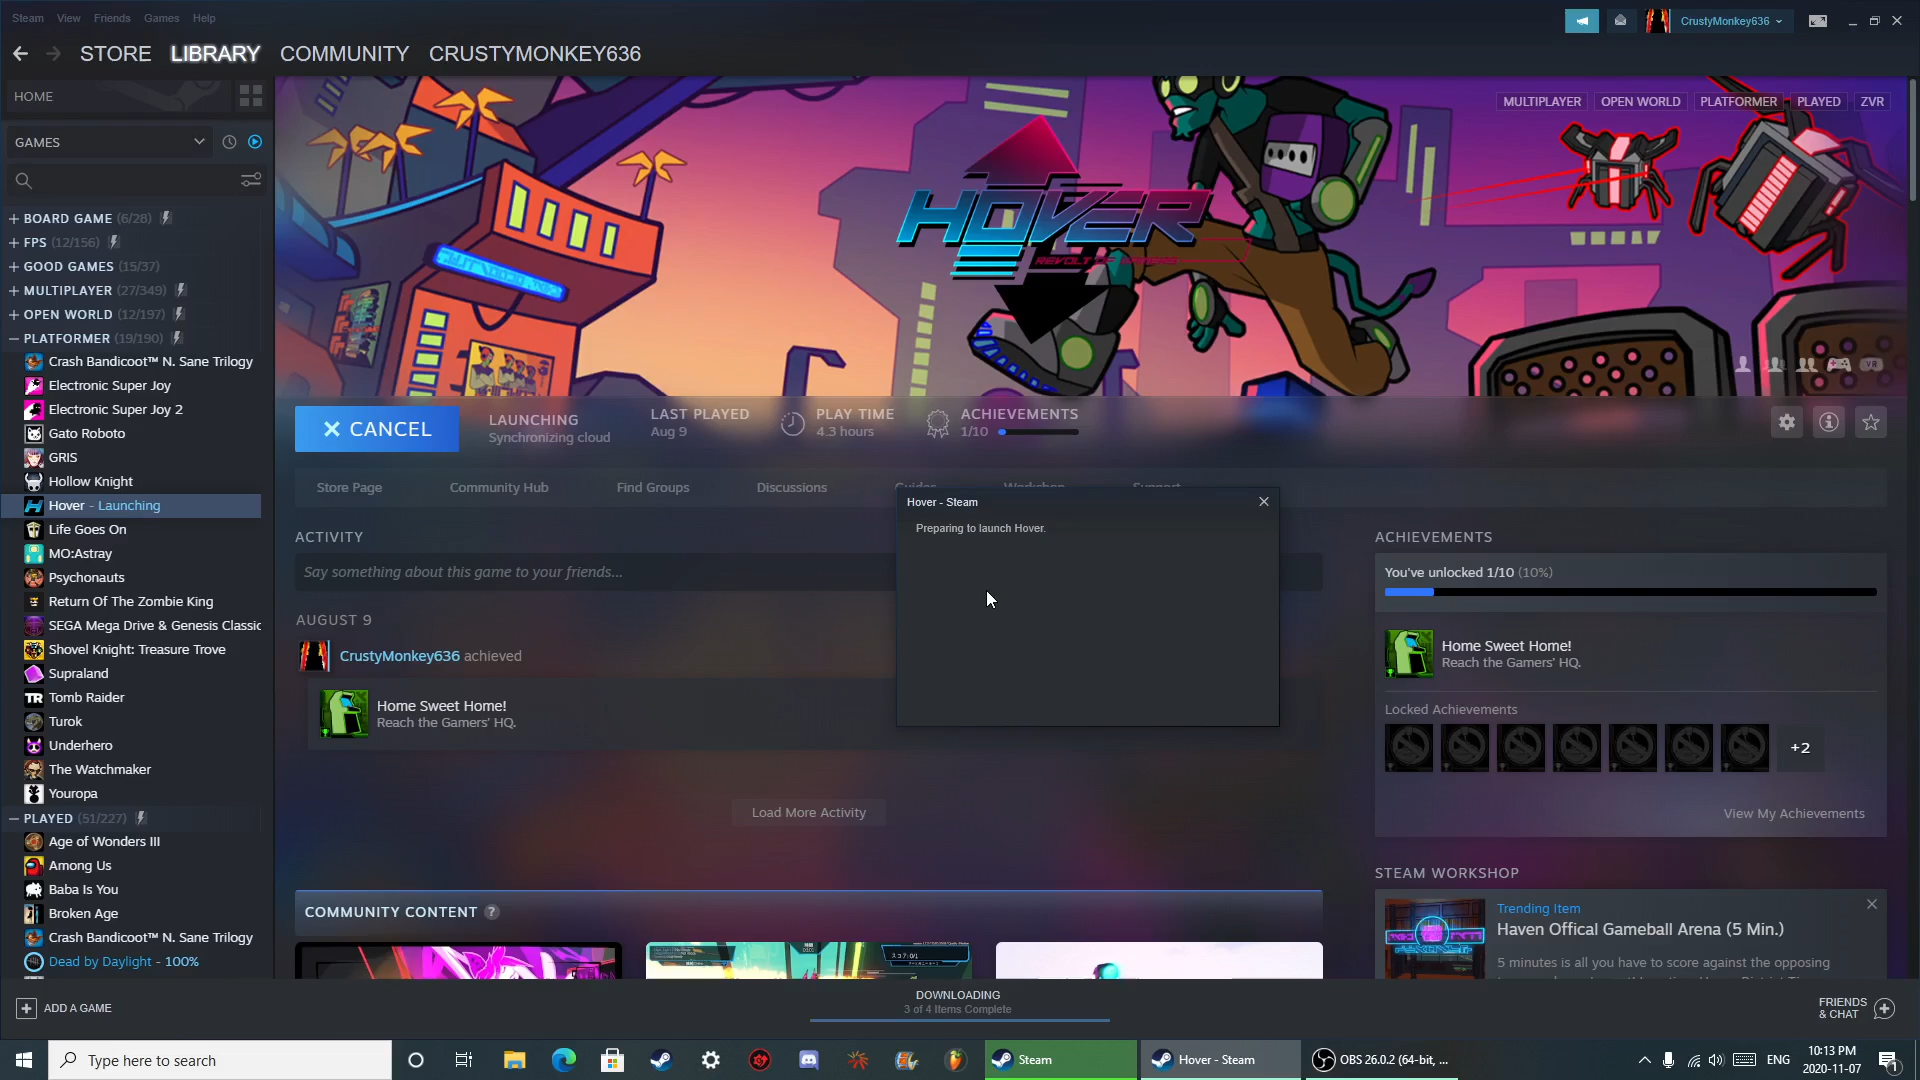 Steam View Friends Games Help
CrustyMonkey636
STORE LIBRARY COMMUNITY CRUSTYMONKEY636
HOME
MULTIPLAYER OPEN WORLD PLATFORMER PLAYED ZVR
GAMES
HOVER
REVOLT OF GAMERS
+ BOARD GAME (6/28)
+ FPS (12/156)
+ GOOD GAMES (15/37)
+ MULTIPLAYER (27/349)
+ OPEN WORLD (12/197)
− PLATFORMER (19/190)
Crash Bandicoot™ N. Sane Trilogy
Electronic Super Joy
Electronic Super Joy 2
Gato Roboto
GRIS
Hollow Knight
Hover - Launching
Life Goes On
MO:Astray
Psychonauts
Return Of The Zombie King
SEGA Mega Drive & Genesis Classic
Shovel Knight: Treasure Trove
Supraland
TR Tomb Raider
Turok
Underhero
The Watchmaker
Youropa
− PLAYED (51/227)
Age of Wonders III
Among Us
Baba Is You
Broken Age
Crash Bandicoot™ N. Sane Trilogy
Dead by Daylight - 100%
VR
CANCEL
LAUNCHING
Synchronizing cloud
LAST PLAYED
Aug 9
PLAY TIME
4.3 hours
ACHIEVEMENTS
1/10
Store Page Community Hub Find Groups Discussions Guides Workshop Support
Hover - Steam
Preparing to launch Hover.
ACTIVITY
Say something about this game to your friends...
AUGUST 9
CrustyMonkey636 achieved
Home Sweet Home!
Reach the Gamers' HQ.
Load More Activity
COMMUNITY CONTENT ?
ACHIEVEMENTS
You've unlocked 1/10 (10%)
Home Sweet Home!
Reach the Gamers' HQ.
Locked Achievements
+2
View My Achievements
STEAM WORKSHOP
Trending Item
Haven Offical Gameball Arena (5 Min.)
5 minutes is all you have to score against the opposing
ADD A GAME
DOWNLOADING
3 of 4 Items Complete
FRIENDS
& CHAT
Type here to search
Steam
Hover - Steam
OBS 26.0.2 (64-bit, ...
ENG
10:13 PM
2020-11-07
1